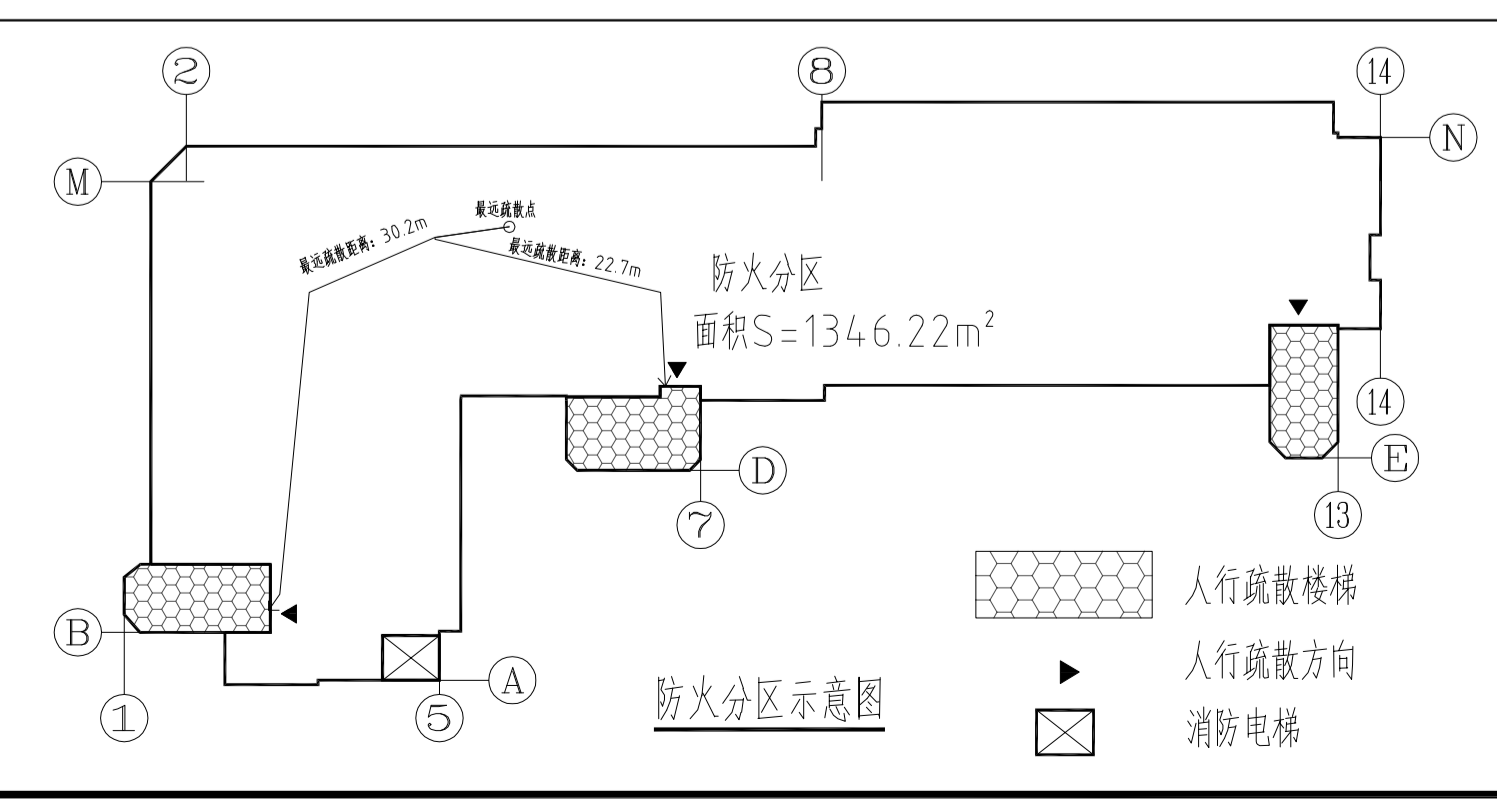 2
8
14
M
N
最远疏散点
最远疏散距离：30.2m
最远疏散距离：22.7m
防火分区
面积S=1346.22m²
14
D
E
7
13
人行疏散楼梯
B
人行疏散方向
A
防火分区示意图
1
5
消防电梯